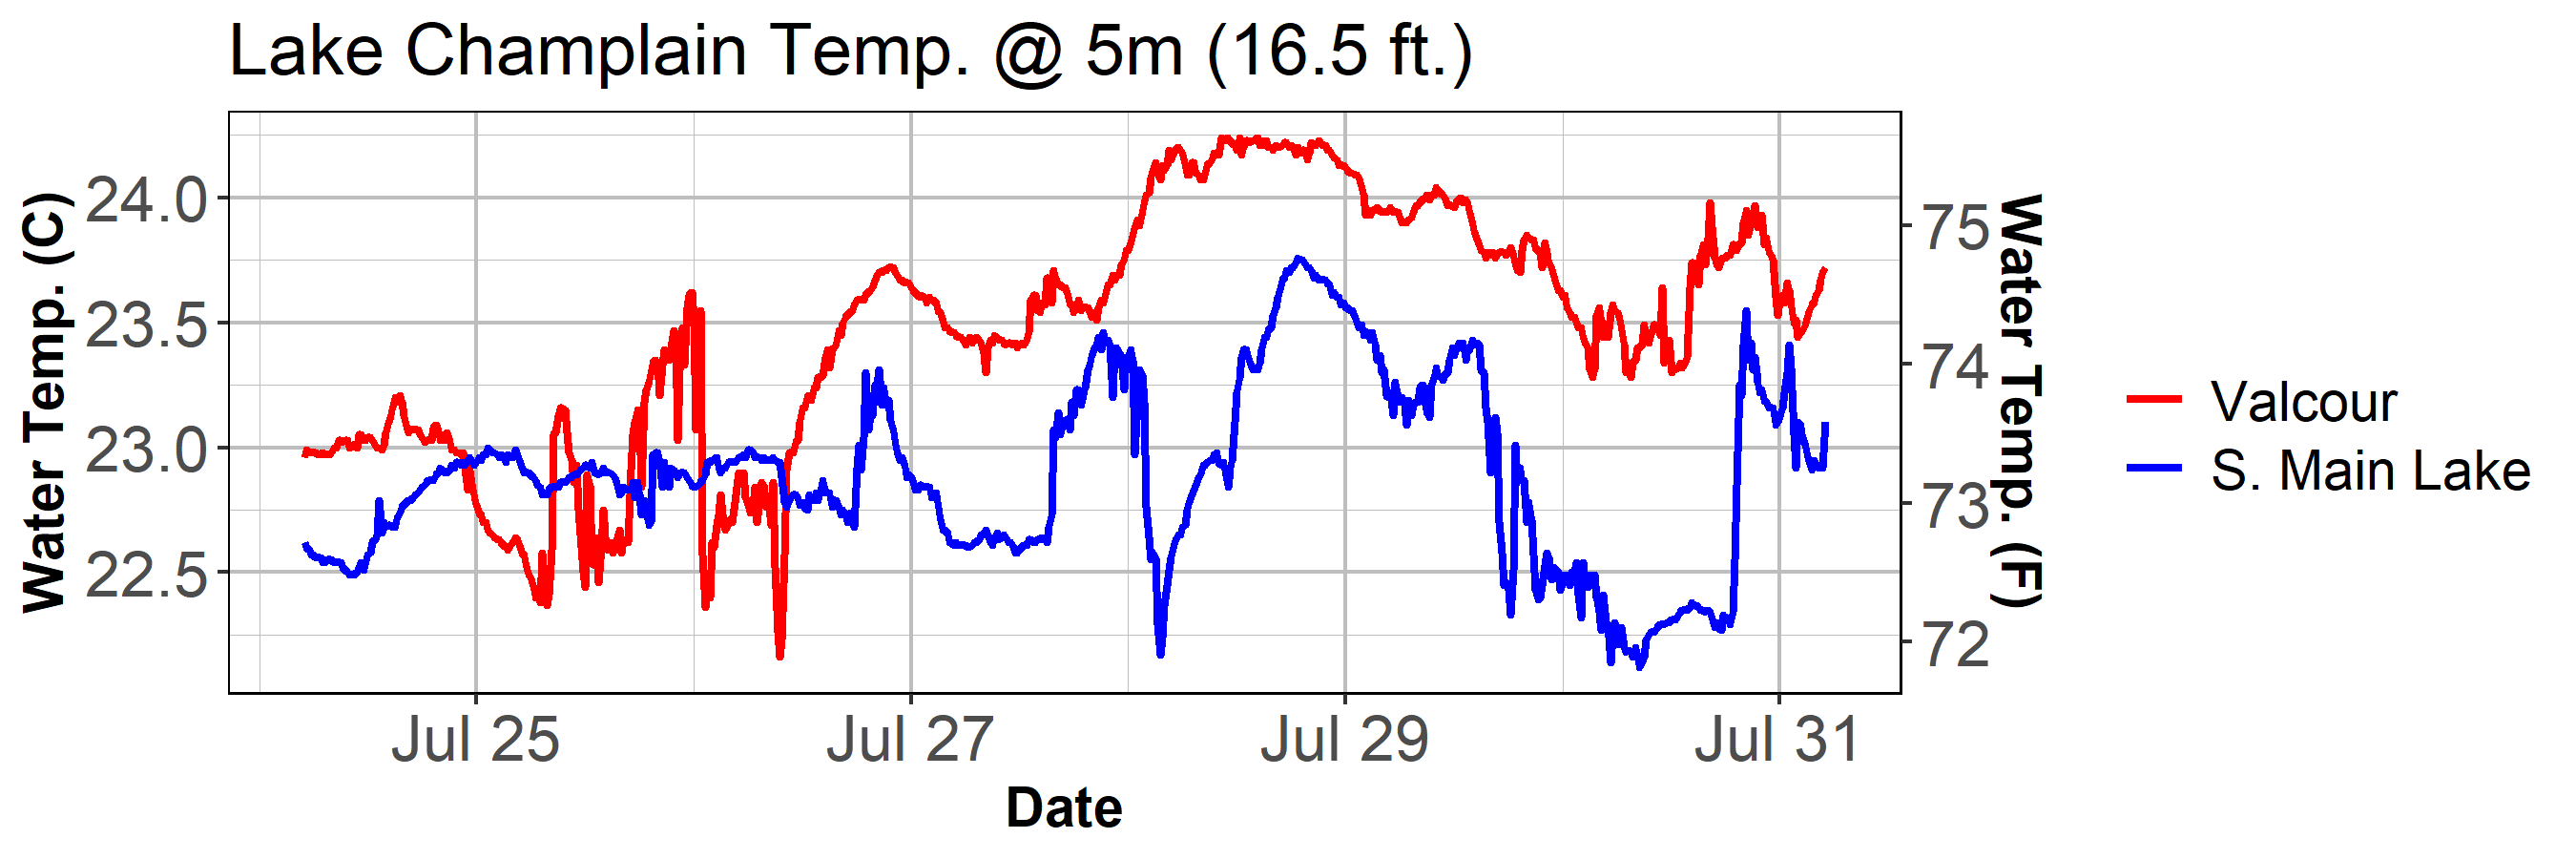 Lake Champlain Temp. @ 5m (16.5 ft.)
Water Temp. (C)
24.0
23.5
23.0
22.5
75
74
73
72
Water Temp. (F)
Valcour
S. Main Lake
Jul 25
Jul 27
Jul 29
Jul 31
Date